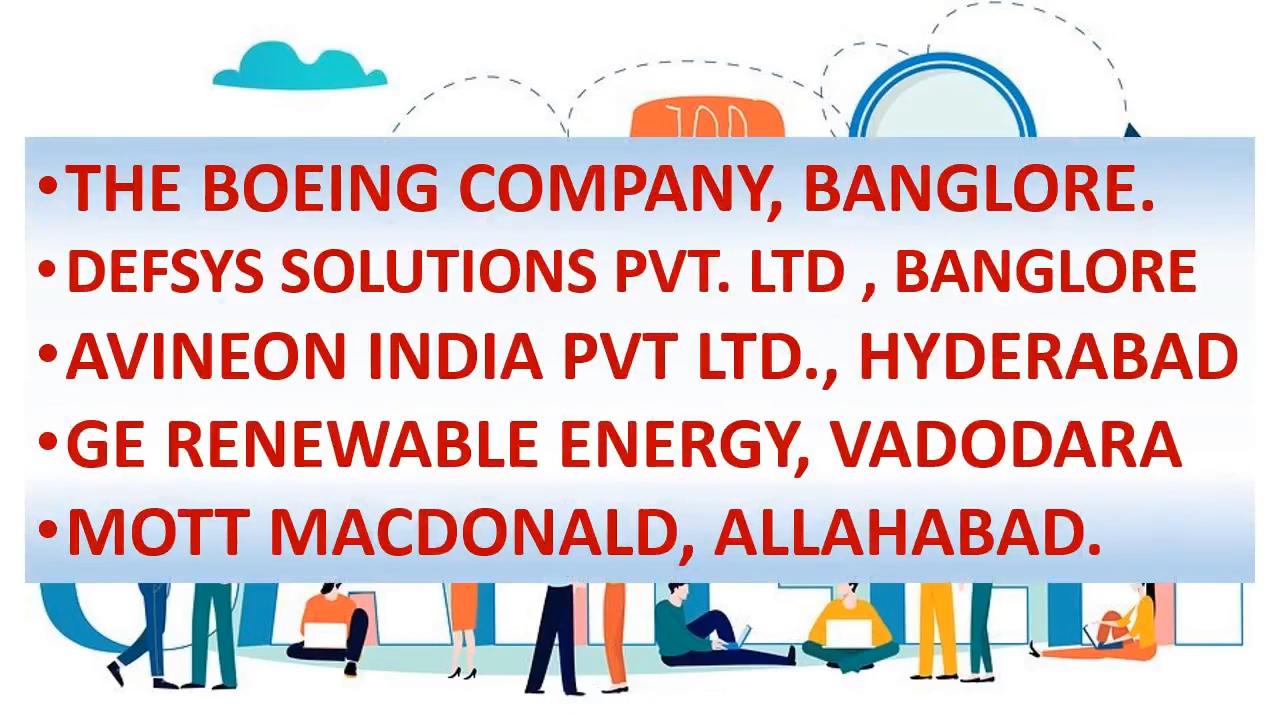 JOB
•THE BOEING COMPANY, BANGLORE.
•DEFSYS SOLUTIONS PVT. LTD , BANGLORE
•AVINEON INDIA PVT LTD., HYDERABAD
•GE RENEWABLE ENERGY, VADODARA
•MOTT MACDONALD, ALLAHABAD.